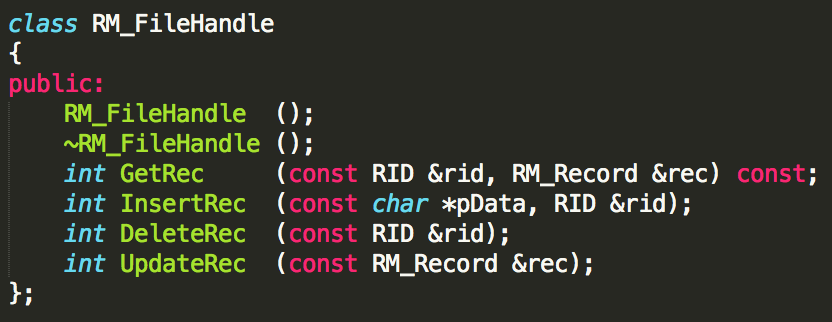 class RM_FileHandle
{
public:
    RM_FileHandle  ();
    ~RM_FileHandle ();
    int GetRec     (const RID &rid, RM_Record &rec) const;
    int InsertRec  (const char *pData, RID &rid);
    int DeleteRec  (const RID &rid);
    int UpdateRec  (const RM_Record &rec);
};